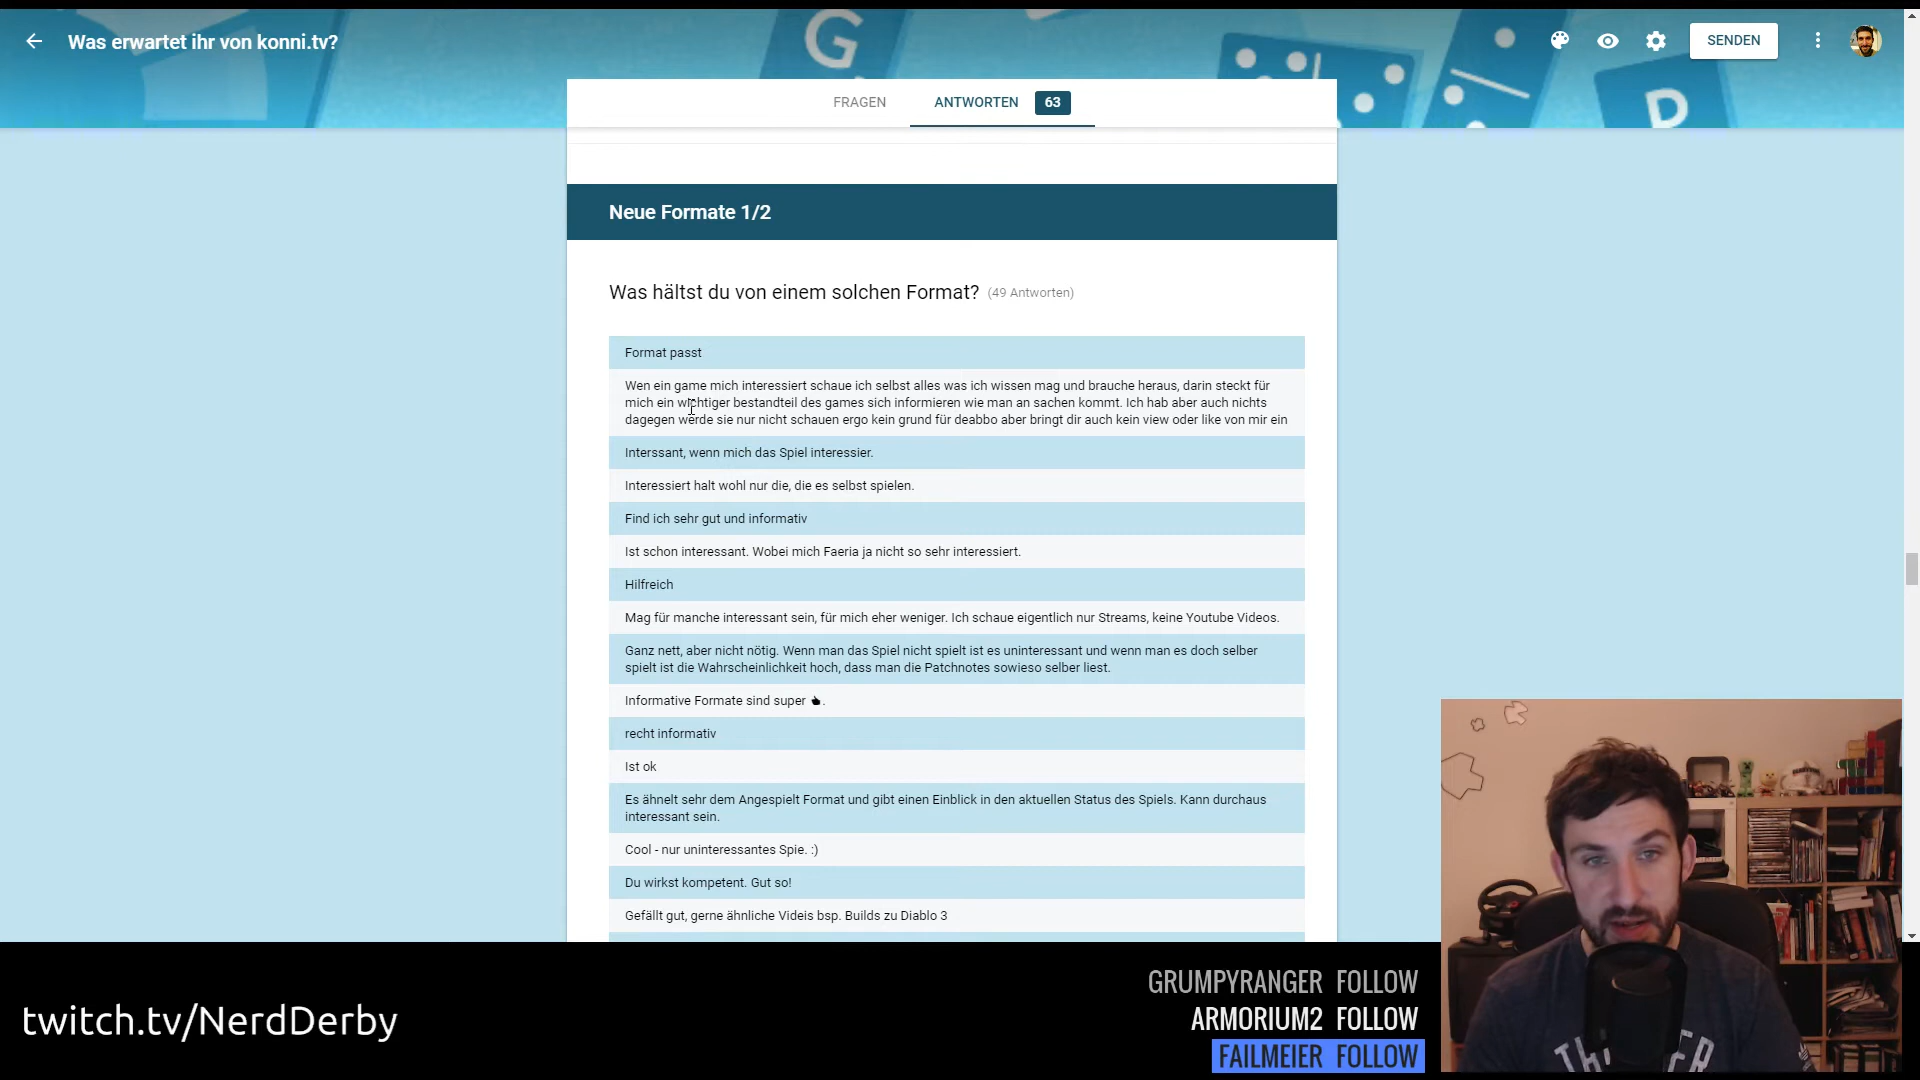 Was erwartet ihr von konni.tv?
SENDEN
G
D
FRAGEN
ANTWORTEN 63
Neue Formate 1/2
Was hältst du von einem solchen Format? (49 Antworten)
Format passt
Wen ein game mich interessiert schaue ich selbst alles was ich wissen mag und brauche heraus, darin steckt für
mich ein wichtiger bestandteil des games sich informieren wie man an sachen kommt. Ich hab aber auch nichts
dagegen werde sie nur nicht schauen ergo kein grund für deabbo aber bringt dir auch kein view oder like von mir ein
Interssant, wenn mich das Spiel interessier.
Interessiert halt wohl nur die, die es selbst spielen.
Find ich sehr gut und informativ
Ist schon interessant. Wobei mich Faeria ja nicht so sehr interessiert.
Hilfreich
Mag für manche interessant sein, für mich eher weniger. Ich schaue eigentlich nur Streams, keine Youtube Videos.
Ganz nett, aber nicht nötig. Wenn man das Spiel nicht spielt ist es uninteressant und wenn man es doch selber
spielt ist die Wahrscheinlichkeit hoch, dass man die Patchnotes sowieso selber liest.
Informative Formate sind super 👍.
recht informativ
Ist ok
Es ähnelt sehr dem Angespielt Format und gibt einen Einblick in den aktuellen Status des Spiels. Kann durchaus
interessant sein.
Cool - nur uninteressantes Spie. :)
Du wirkst kompetent. Gut so!
Gefällt gut, gerne ähnliche Videis bsp. Builds zu Diablo 3
twitch.tv/NerdDerby
GRUMPYRANGER FOLLOW
ARMORIUM2 FOLLOW
FAILMEIER FOLLOW